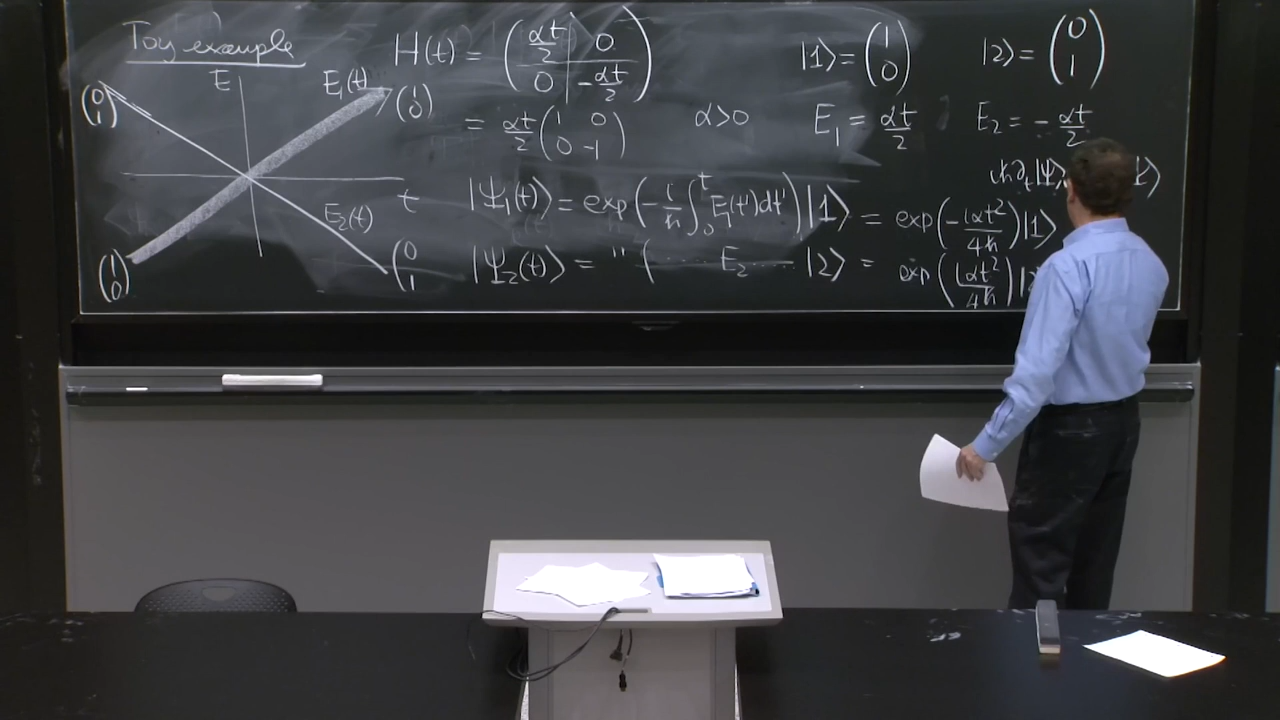 Toy example
E
E₁(t)
(0 1)
(1 0)
t
E₂(t)
(1 0)
(0 1)
H(t) = (αt/2 0 0 -αt/2)
= αt/2 (1 0 0 -1) α>0
|1⟩ = (1 0) |2⟩ = (0 1)
E₁ = αt/2 E₂ = - αt/2
iħ∂ₜ|Ψ⟩
|Ψ₁(t)⟩ = exp(-i/ħ ∫₀ᵗ E₁(t')dt')|1⟩ = exp(-iαt²/4ħ)|1⟩
|Ψ₂(t)⟩ = " (...... E₂ ...... |2⟩ = exp(iαt²/4ħ)